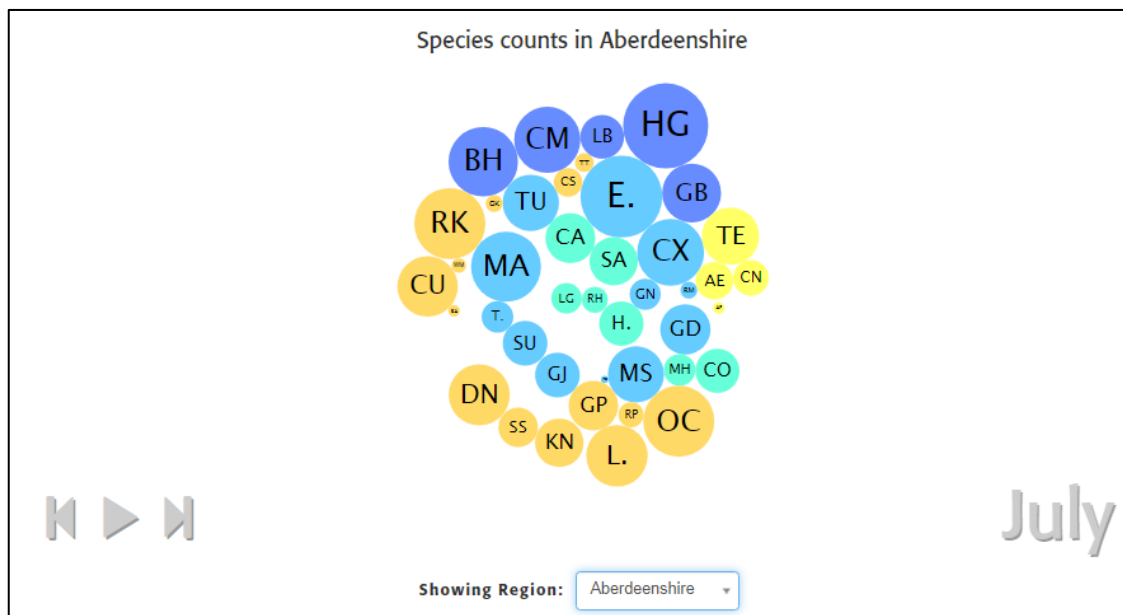 Species counts in Aberdeenshire
HG
CM
LB
BH
TT
CS
E.
GB
TU
RK
CA
TE
SA
CX
MA
CU
AE
CN
GN
RM
LG
RH
T.
H.
GD
SU
MS
MH
CO
GJ
DN
GP
RP
OC
SS
KN
L.
July
Showing Region: Aberdeenshire